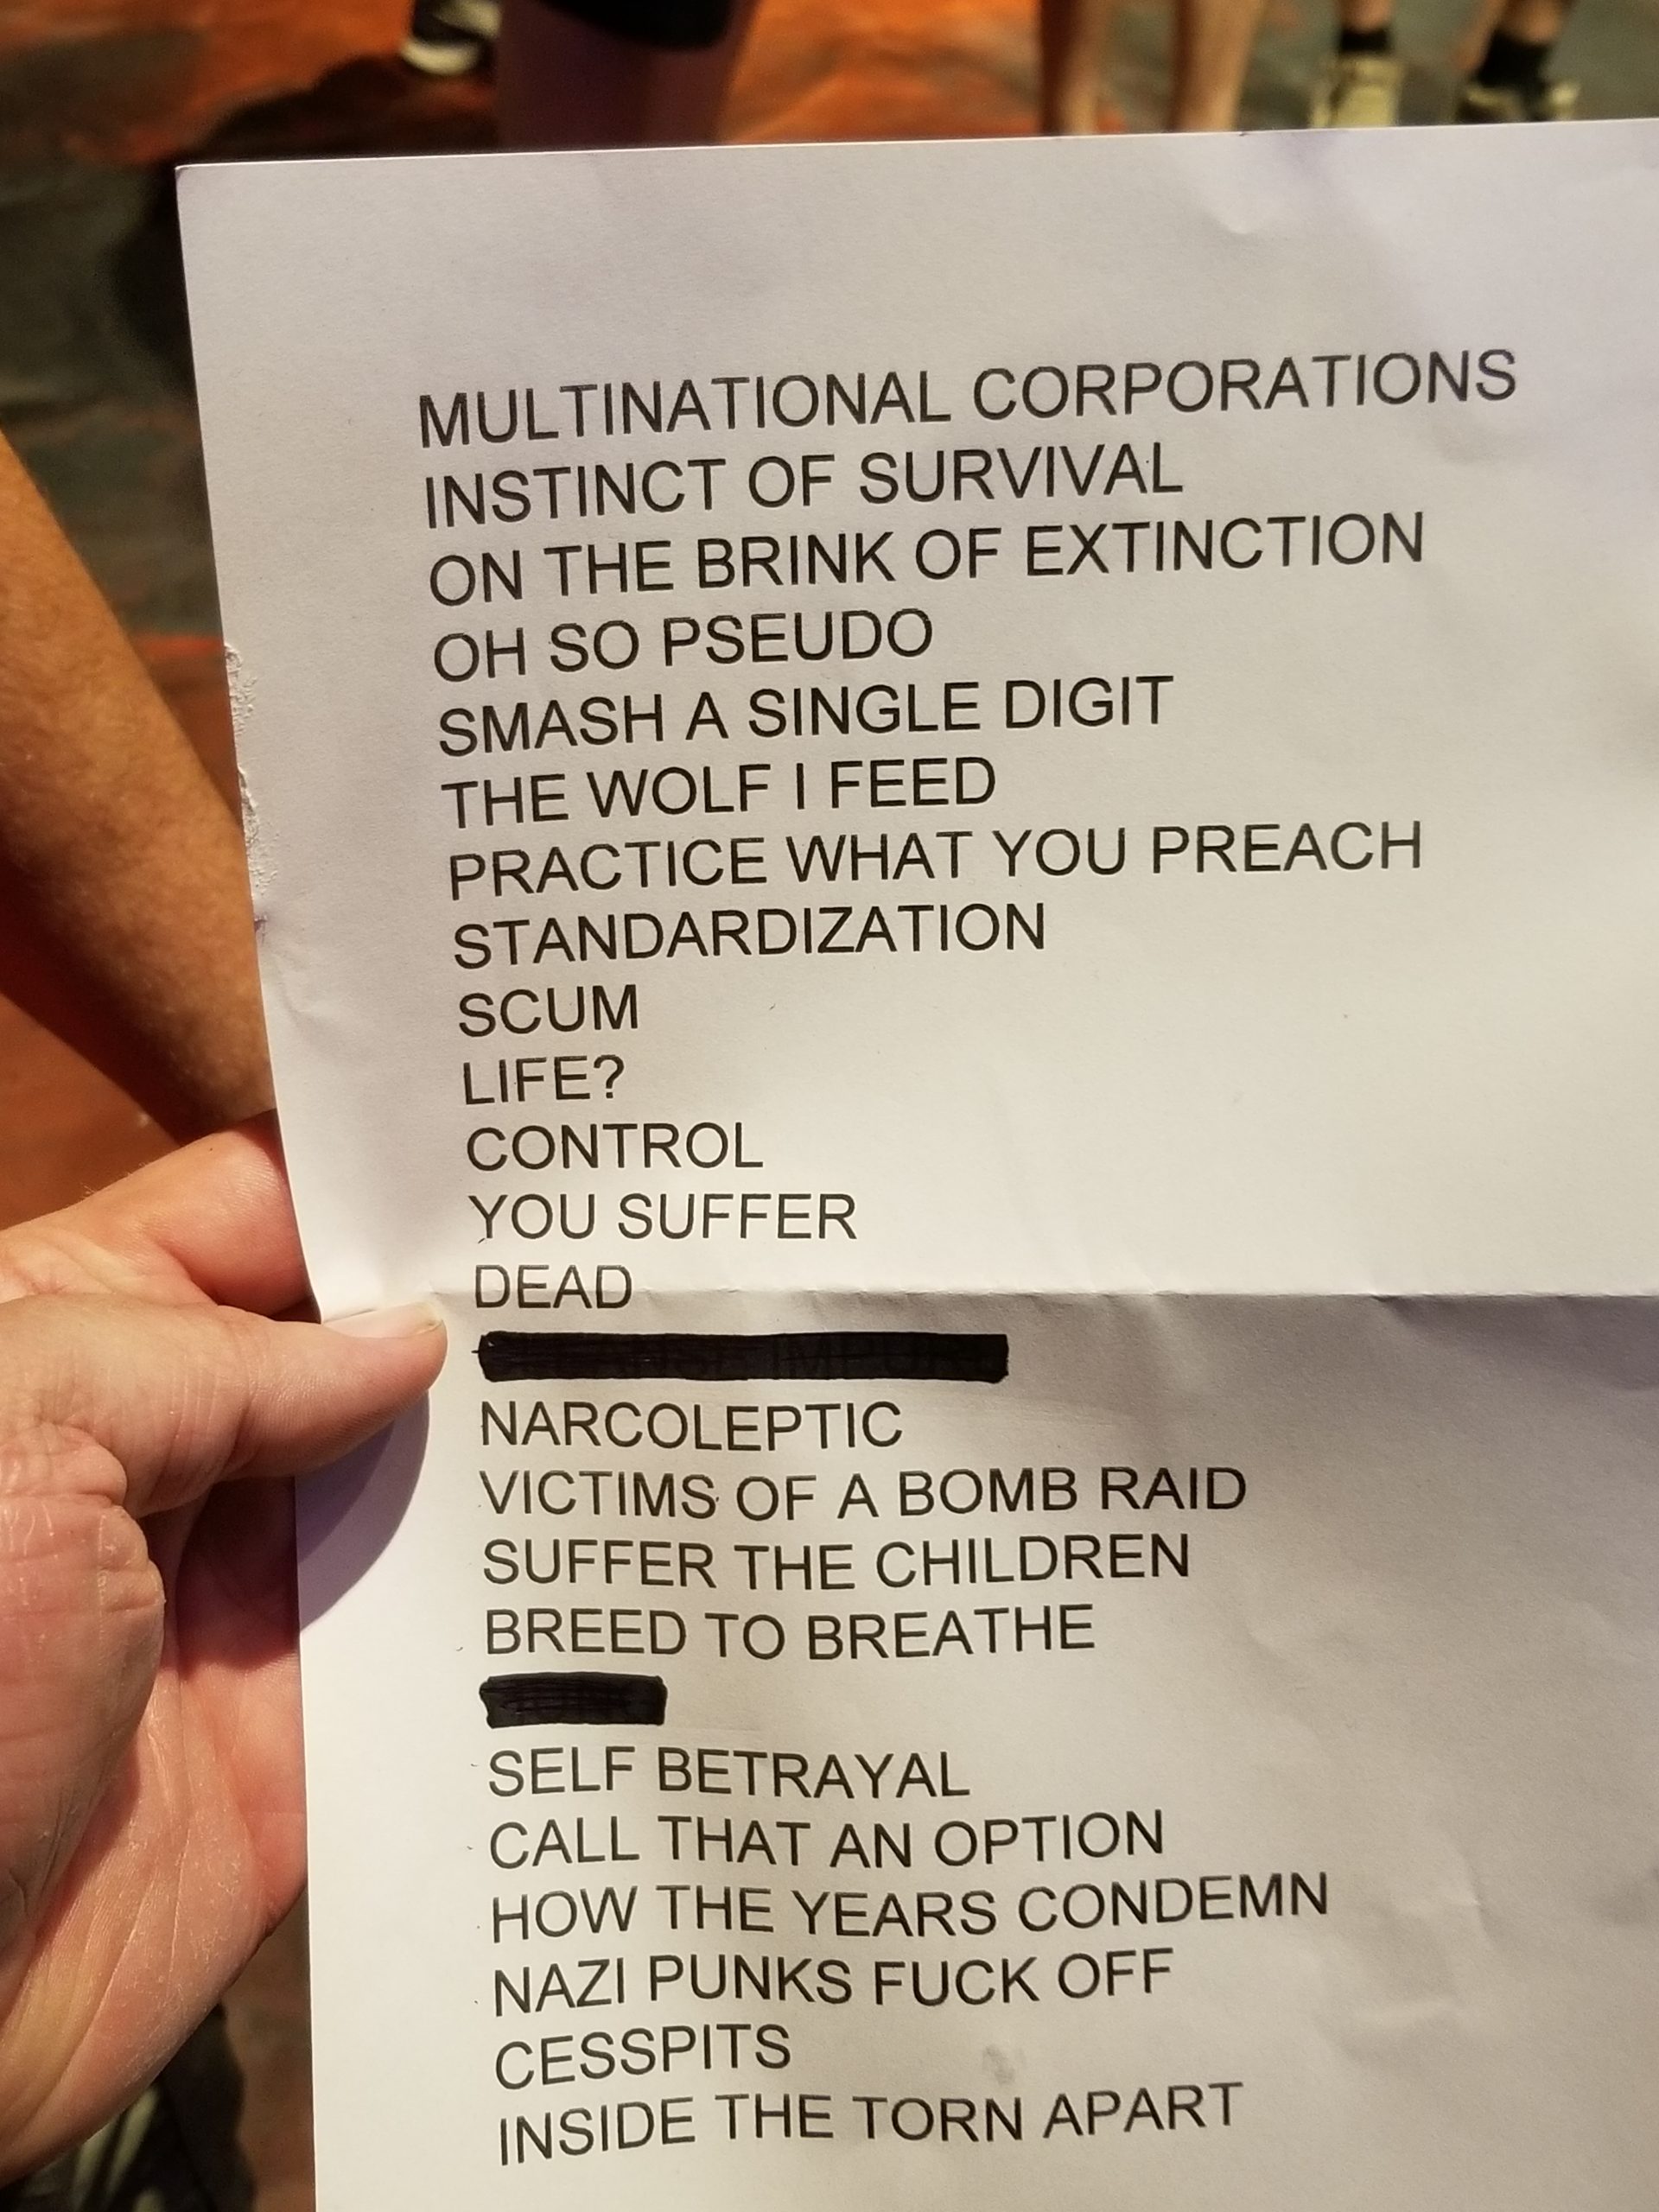 MULTINATIONAL CORPORATIONS
INSTINCT OF SURVIVAL
ON THE BRINK OF EXTINCTION
OH SO PSEUDO
SMASH A SINGLE DIGIT
THE WOLF I FEED
PRACTICE WHAT YOU PREACH
STANDARDIZATION
SCUM
LIFE?
CONTROL
YOU SUFFER
DEAD
NARCOLEPTIC
VICTIMS OF A BOMB RAID
SUFFER THE CHILDREN
BREED TO BREATHE
SELF BETRAYAL
CALL THAT AN OPTION
HOW THE YEARS CONDEMN
NAZI PUNKS FUCK OFF
CESSPITS
INSIDE THE TORN APART